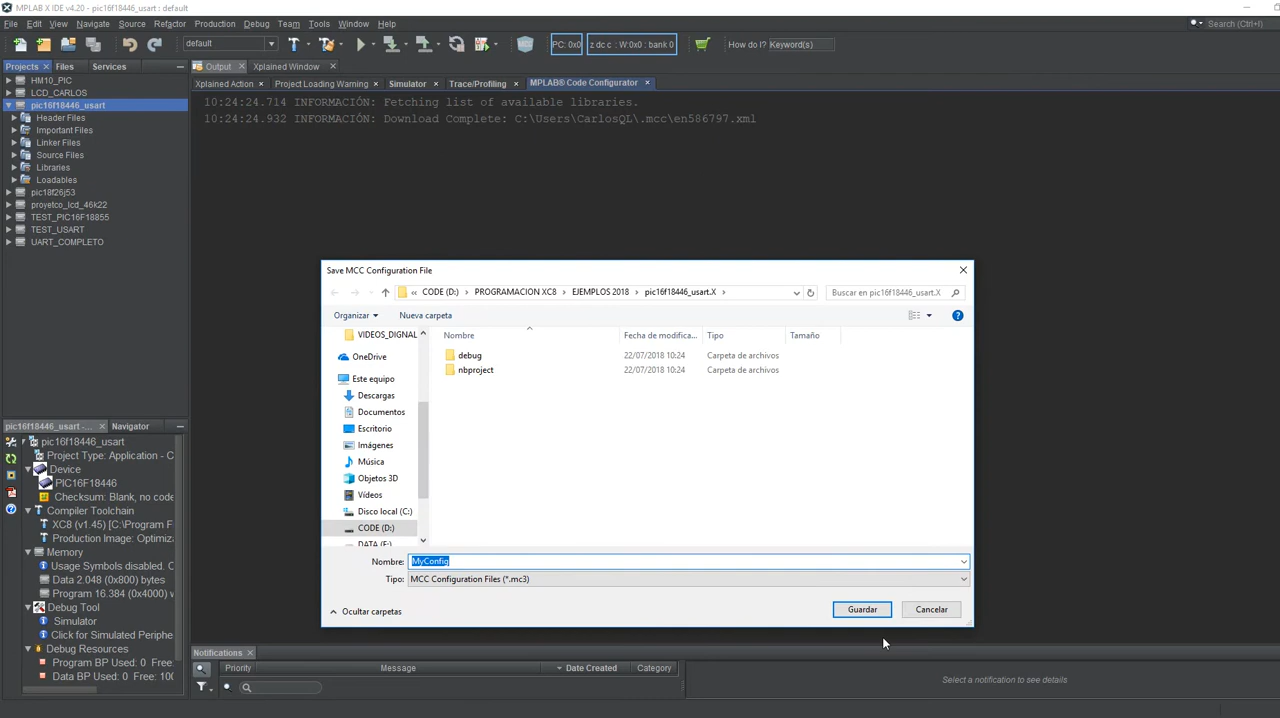 MPLAB X IDE v4.20 - pic16f18446_usart : default
File Edit View Navigate Source Refactor Production Debug Team Tools Window Help
Search (Ctrl+I)
default
PC: 0x0
z dc c : W:0x0 : bank 0
How do I? Keyword(s)
Projects × Files Services
Output × Xplained Window ×
Xplained Action × Project Loading Warning × Simulator × Trace/Profiling × MPLAB® Code Configurator ×
HM10_PIC
LCD_CARLOS
pic16f18446_usart
Header Files
Important Files
Linker Files
Source Files
Libraries
Loadables
pic18f26j53
proyetco_lcd_46k22
TEST_PIC16F18855
TEST_USART
UART_COMPLETO
10:24:24.714 INFORMACIÓN: Fetching list of available libraries.
10:24:24.932 INFORMACIÓN: Download Complete: C:\Users\CarlosQL\.mcc\en586797.xml
Save MCC Configuration File
« CODE (D:) › PROGRAMACION XC8 › EJEMPLOS 2018 › pic16f18446_usart.X ›
Buscar en pic16f18446_usart.X
Organizar Nueva carpeta
VIDEOS_DIGNAL
OneDrive
Este equipo
Descargas
Documentos
Escritorio
Imágenes
Música
Objetos 3D
Vídeos
Disco local (C:)
CODE (D:)
DATA (E:)
Nombre Fecha de modifica... Tipo Tamaño
debug 22/07/2018 10:24 Carpeta de archivos
nbproject 22/07/2018 10:24 Carpeta de archivos
Nombre: MyConfig
Tipo: MCC Configuration Files (*.mc3)
Ocultar carpetas
Guardar Cancelar
pic16f18446_usart -... × Navigator
pic16f18446_usart
Project Type: Application - C
Device
PIC16F18446
Checksum: Blank, no code
Compiler Toolchain
XC8 (v1.45) [C:\Program F
Production Image: Optimiza
Memory
Usage Symbols disabled. C
Data 2.048 (0x800) bytes
Program 16.384 (0x4000) w
Debug Tool
Simulator
Click for Simulated Periphe
Debug Resources
Program BP Used: 0 Free:
Data BP Used: 0 Free: 100
Notifications ×
Priority Message Date Created Category
Select a notification to see details